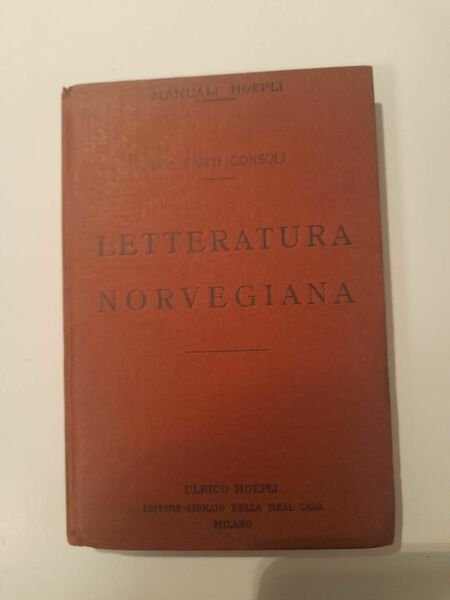 MANUALI HOEPLI
SANTI CONSOLI
LETTERATURA
NORVEGIANA
ULRICO HOEPLI
EDITORE-LIBRAIO DELLA REAL CASA
MILANO